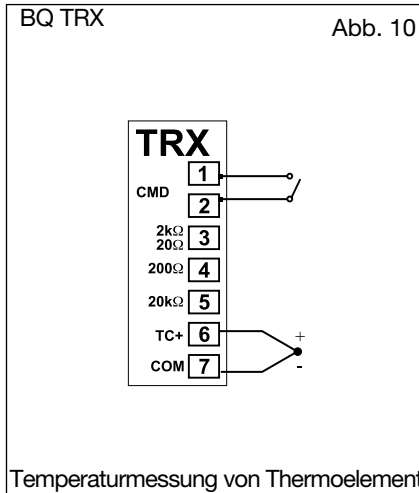 BQ TRX
Abb. 10
TRX
1
CMD
2
2kΩ
20Ω
3
200Ω 4
20kΩ 5
TC+ 6
+
COM 7
-
Temperaturmessung von Thermoelement